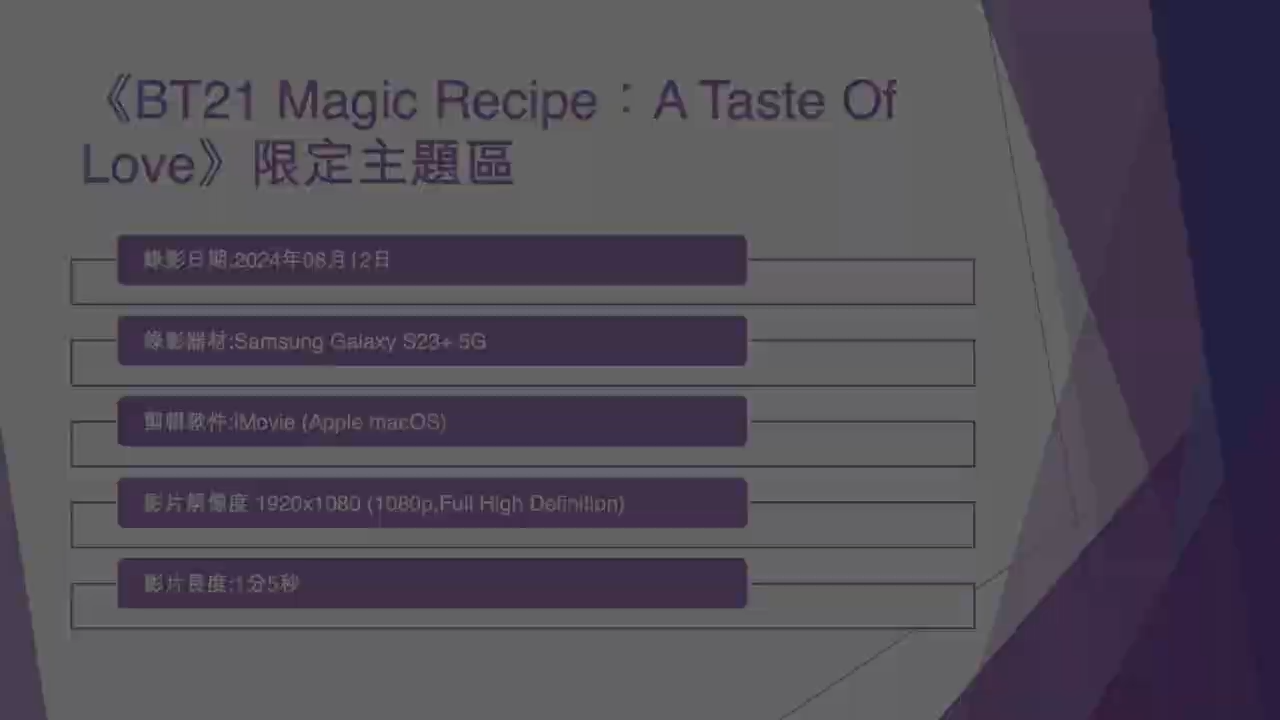 《BT21 Magic Recipe：A Taste Of
Love》限定主題區
錄影日期:2024年08月12日
錄影器材:Samsung Galaxy S23+ 5G
剪輯軟件:iMovie (Apple macOS)
影片解像度 1920x1080 (1080p,Full High Definition)
影片長度:1分5秒